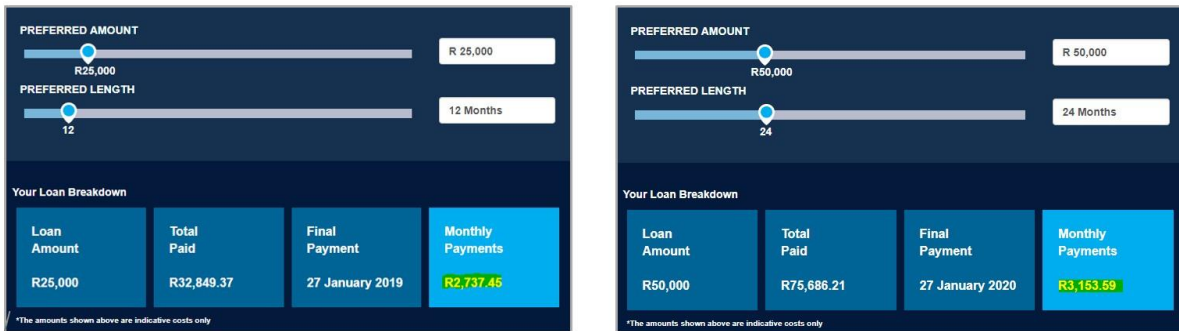 PREFERRED AMOUNT
R 25,000
R25,000
PREFERRED LENGTH
12 Months
12
Your Loan Breakdown
Loan Amount
R25,000
Total Paid
R32,849.37
Final Payment
27 January 2019
Monthly Payments
R2,737.45
*The amounts shown above are indicative costs only
PREFERRED AMOUNT
R 50,000
R50,000
PREFERRED LENGTH
24 Months
24
Your Loan Breakdown
Loan Amount
R50,000
Total Paid
R75,686.21
Final Payment
27 January 2020
Monthly Payments
R3,153.59
*The amounts shown above are indicative costs only